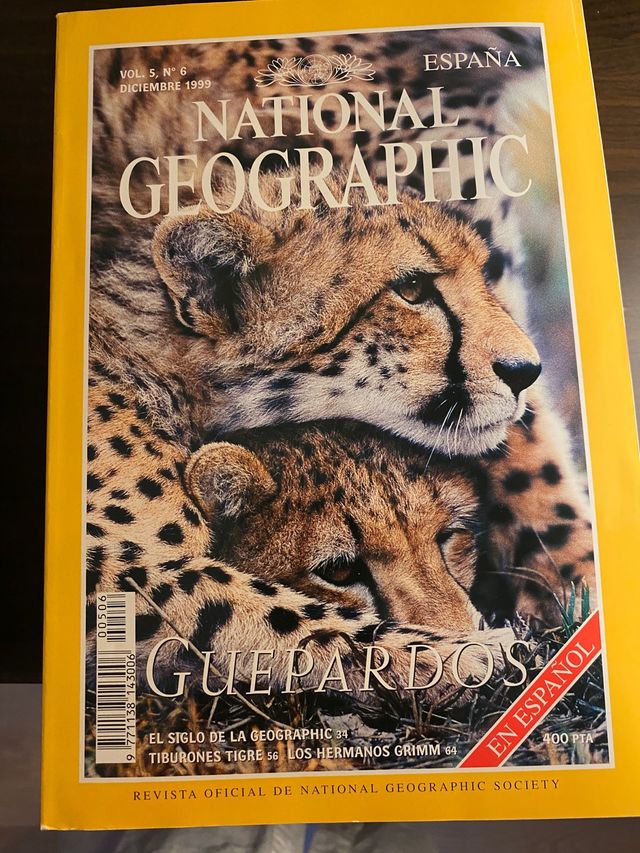 VOL. 5, Nº 6
DICIEMBRE 1999
ESPAÑA
NATIONAL
GEOGRAPHIC
00506
9 771138 143006
GUEPARDOS
EL SIGLO DE LA GEOGRAPHIC 34
TIBURONES TIGRE 56 LOS HERMANOS GRIMM 64
EN ESPAÑOL
400 PTA
REVISTA OFICIAL DE NATIONAL GEOGRAPHIC SOCIETY